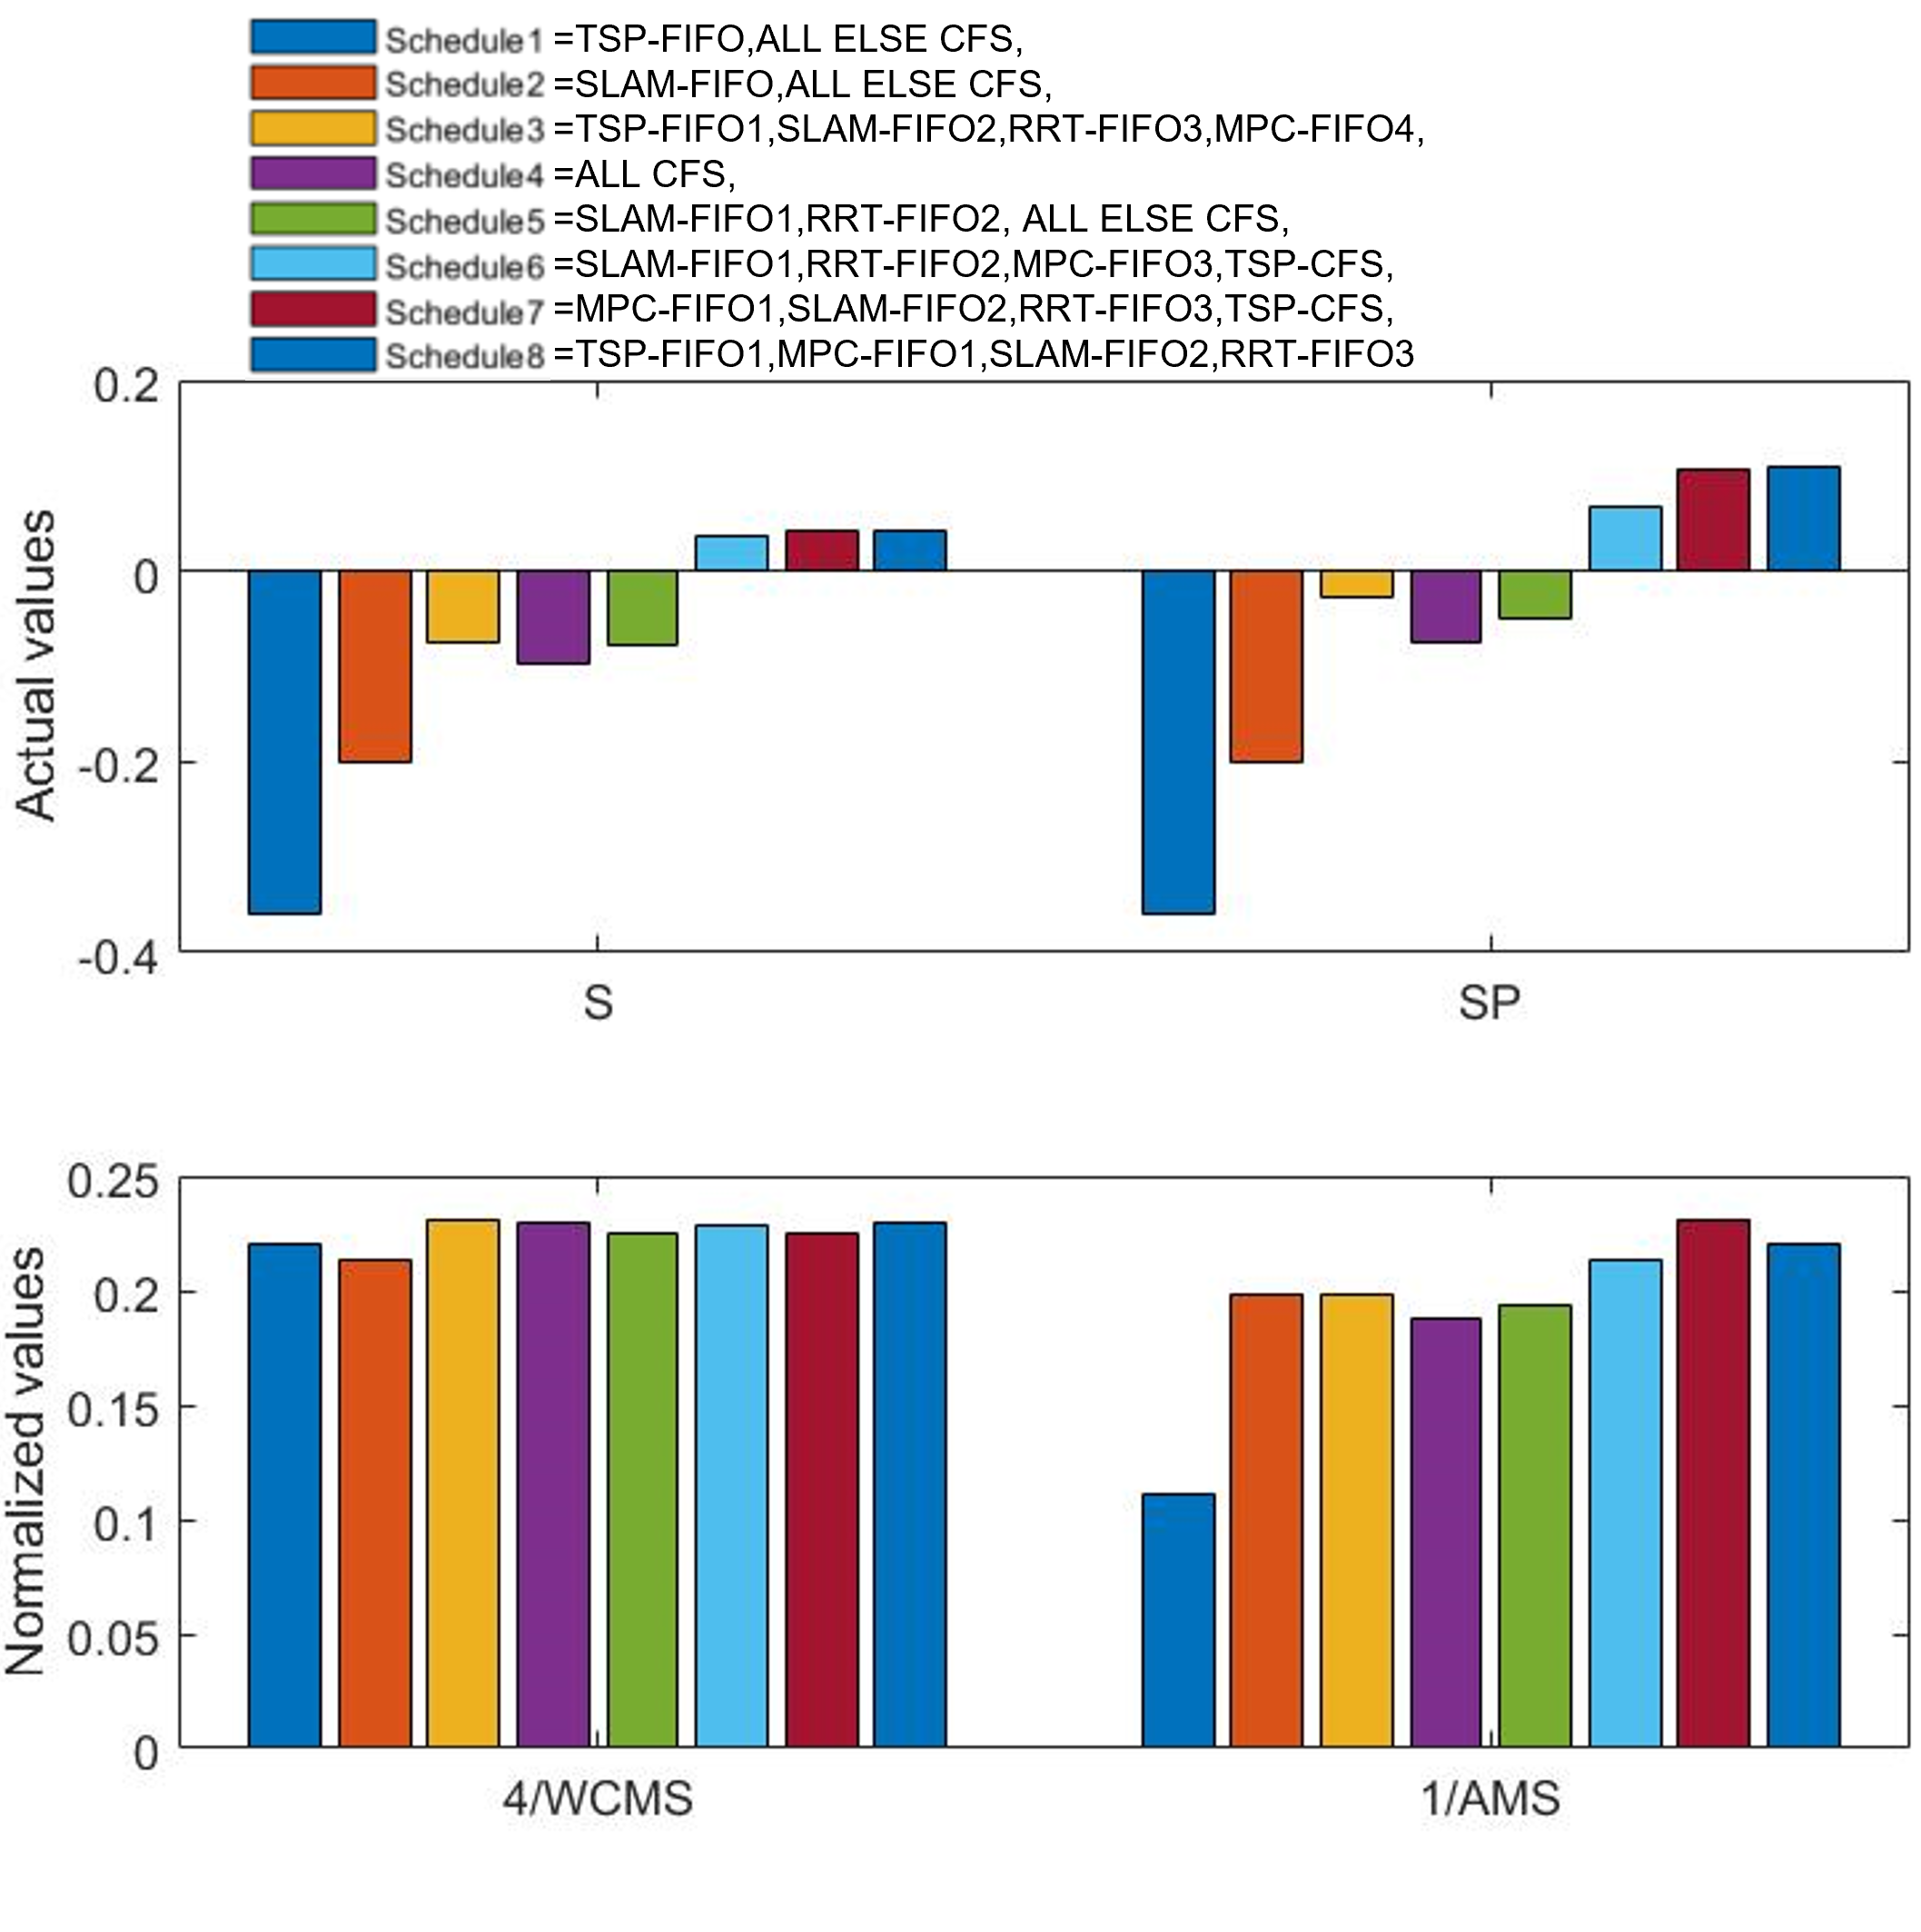 Schedule1 =TSP-FIFO,ALL ELSE CFS,
Schedule2 =SLAM-FIFO,ALL ELSE CFS,
Schedule3 =TSP-FIFO1,SLAM-FIFO2,RRT-FIFO3,MPC-FIFO4,
Schedule4 =ALL CFS,
Schedule5 =SLAM-FIFO1,RRT-FIFO2, ALL ELSE CFS,
Schedule6 =SLAM-FIFO1,RRT-FIFO2,MPC-FIFO3,TSP-CFS,
Schedule7 =MPC-FIFO1,SLAM-FIFO2,RRT-FIFO3,TSP-CFS,
Schedule8 =TSP-FIFO1,MPC-FIFO1,SLAM-FIFO2,RRT-FIFO3
Actual values
0.2
0
-0.2
-0.4
S SP
Normalized values
0.25
0.2
0.15
0.1
0.05
0
4/WCMS 1/AMS